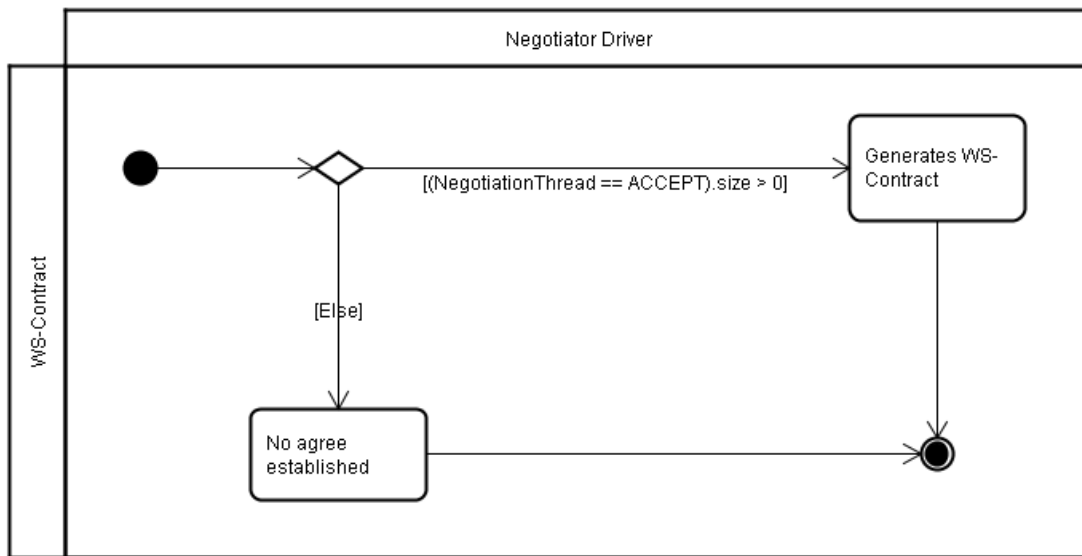 Negotiator Driver
WS-Contract
Generates WS-
Contract
[(NegotiationThread == ACCEPT).size > 0]
[Else]
No agree
established